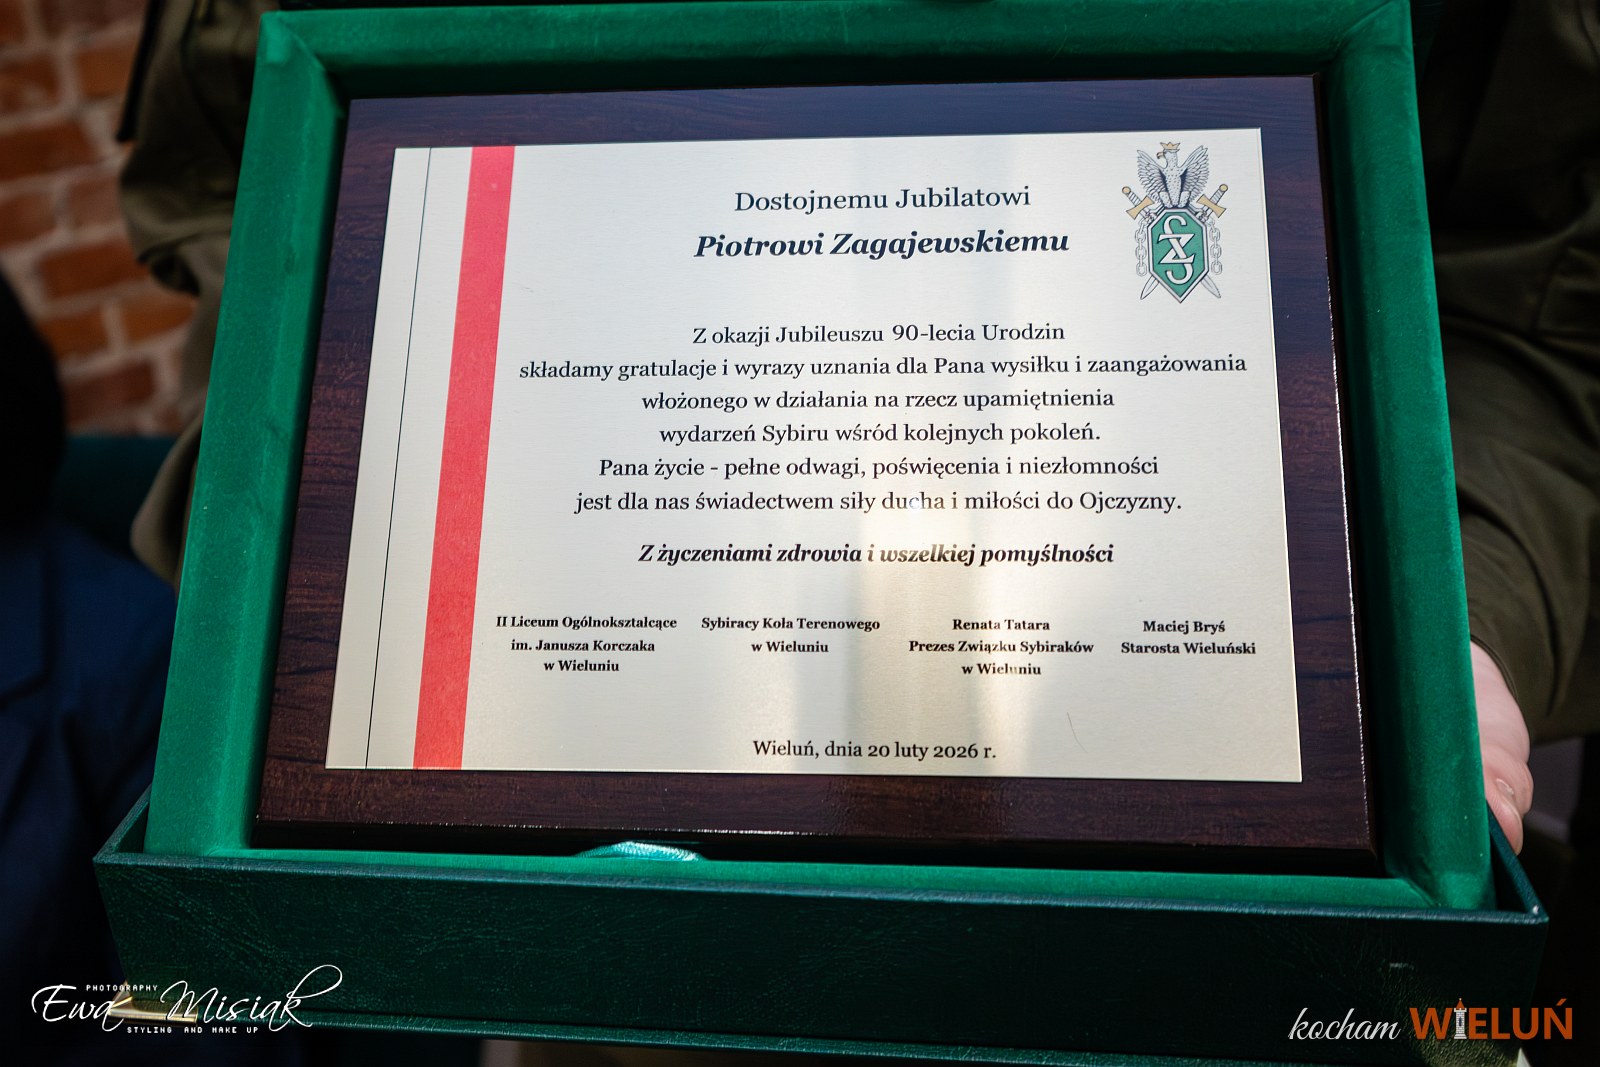 Dostojnemu Jubilatowi
Piotrowi Zagajewskiemu
Z okazji Jubileuszu 90-lecia Urodzin
składamy gratulacje i wyrazy uznania dla Pana wysiłku i zaangażowania
włożonego w działania na rzecz upamiętnienia
wydarzeń Sybiru wśród kolejnych pokoleń.
Pana życie - pełne odwagi, poświęcenia i niezłomności
jest dla nas świadectwem siły ducha i miłości do Ojczyzny.
Z życzeniami zdrowia i wszelkiej pomyślności
II Liceum Ogólnokształcące
im. Janusza Korczaka
w Wieluniu
Sybiracy Koła Terenowego
w Wieluniu
Renata Tatara
Prezes Związku Sybiraków
w Wieluniu
Maciej Bryś
Starosta Wieluński
Wieluń, dnia 20 luty 2026 r.
PHOTOGRAPHY
Ewa Misiak
STYLING AND MAKE UP
kocham WIELUŃ